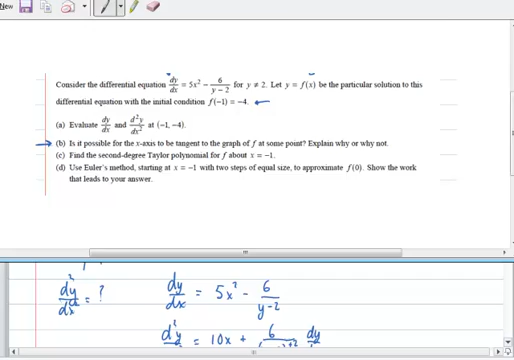 (New)
Consider the differential equation dy/dx = 5x² − 6/(y − 2) for y ≠ 2. Let y = f(x) be the particular solution to this
differential equation with the initial condition f(−1) = −4.
(a) Evaluate dy/dx and d²y/dx² at (−1, −4).
(b) Is it possible for the x-axis to be tangent to the graph of f at some point? Explain why or why not.
(c) Find the second-degree Taylor polynomial for f about x = −1.
(d) Use Euler's method, starting at x = −1 with two steps of equal size, to approximate f(0). Show the work
that leads to your answer.
d²y/dx² = ? dy/dx = 5x² − 6/(y−2)
d²y = 10x + 6 dy